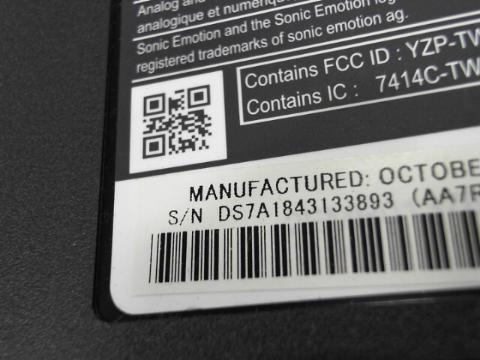 Analog and
analogique et numérique
Sonic Emotion and the Sonic Emotion log
registered trademarks of sonic emotion ag.
Contains FCC ID : YZP-TW
Contains IC : 7414C-TW
MANUFACTURED: OCTOBE
S/N DS7A1843133893 (AA7R